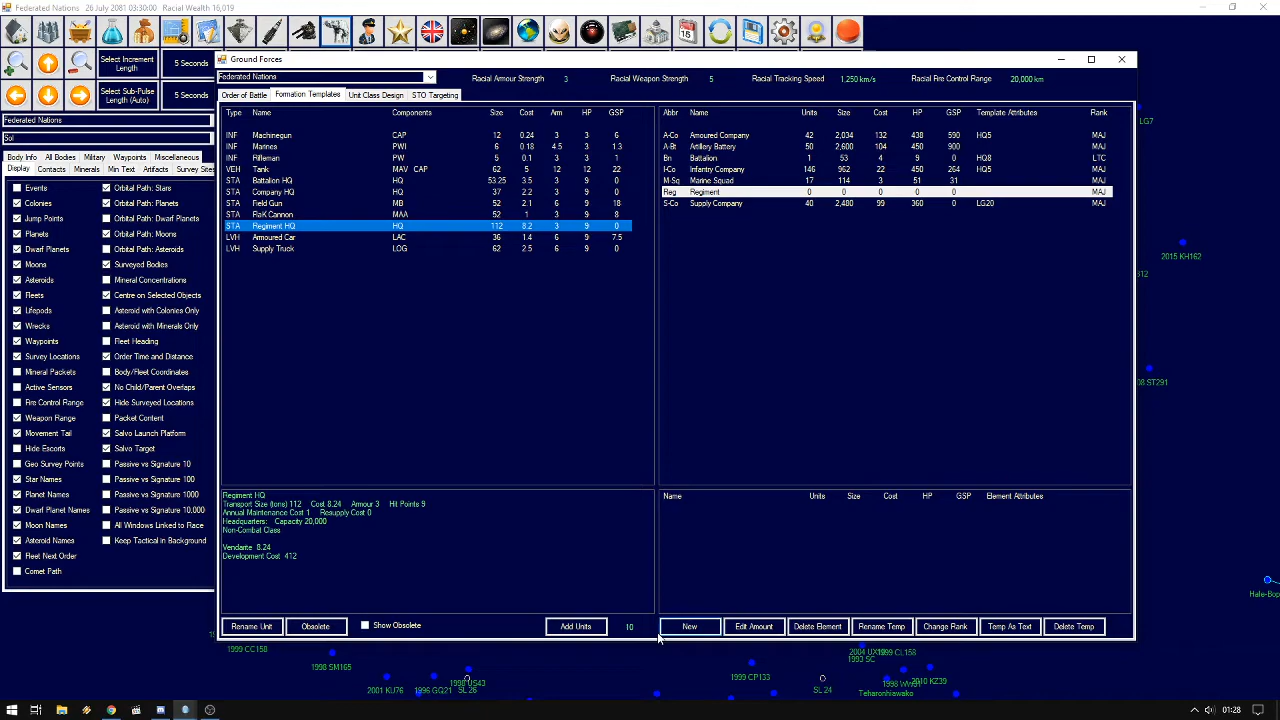 Federated Nations   26 July 2081 03:30:00   Racial Wealth 16,019
Select Increment Length
5 Seconds
Select Sub-Pulse Length (Auto)
5 Seconds
Federated Nations
Sol
Body Info   All Bodies   Military   Waypoints   Miscellaneous
Display   Contacts   Minerals   Min Text   Artifacts   Survey Sites
Events   Orbital Path: Stars
Colonies   Orbital Path: Planets
Jump Points   Orbital Path: Dwarf Planets
Planets   Orbital Path: Moons
Dwarf Planets   Orbital Path: Asteroids
Moons   Surveyed Bodies
Asteroids   Mineral Concentrations
Fleets   Centre on Selected Objects
Lifepods   Asteroid with Colonies Only
Wrecks   Asteroid with Minerals Only
Waypoints   Fleet Heading
Survey Locations   Order Time and Distance
Mineral Packets   Body/Fleet Coordinates
Active Sensors   No Child/Parent Overlaps
Fire Control Range   Hide Surveyed Locations
Weapon Range   Packet Content
Movement Tail   Salvo Launch Platform
Hide Escorts   Salvo Target
Geo Survey Points   Passive vs Signature 10
Star Names   Passive vs Signature 100
Planet Names   Passive vs Signature 1000
Dwarf Planet Names   Passive vs Signature 10,000
Moon Names   All Windows Linked to Race
Asteroid Names   Keep Tactical in Background
Fleet Next Order
Comet Path
Ground Forces
Federated Nations   Racial Armour Strength   3   Racial Weapon Strength   5   Racial Tracking Speed   1,250 km/s   Racial Fire Control Range   20,000 km
Order of Battle   Formation Templates   Unit Class Design   STO Targeting
Type   Name   Components   Size   Cost   Arm   HP   GSP
INF   Machinegun   CAP   12   0.24   3   3   6
INF   Marines   PWI   6   0.18   4.5   3   1.3
INF   Rifleman   PW   5   0.1   3   3   1
VEH   Tank   MAV   CAP   62   5   12   12   22
STA   Battalion HQ   HQ   53.25   3.5   3   9   0
STA   Company HQ   HQ   37   2.2   3   9   0
STA   Field Gun   MB   52   2.1   6   9   18
STA   FlaK Cannon   MAA   52   1   3   9   8
STA   Regiment HQ   HQ   112   8.2   3   9   0
LVH   Armoured Car   LAC   36   1.4   6   9   7.5
LVH   Supply Truck   LOG   62   2.5   6   9   0
Abbr   Name   Units   Size   Cost   HP   GSP   Template Attributes   Rank
A-Co   Amoured Company   42   2,034   132   438   590   HQ5   MAJ
A-Bt   Artillery Battery   50   2,600   104   450   900   MAJ
Bn   Battalion   1   53   4   9   0   HQ8   LTC
I-Co   Infantry Company   146   962   22   450   264   HQ5   MAJ
M-Sq   Marine Squad   17   114   3   51   31   MAJ
Reg   Regiment   0   0   0   0   0   MAJ
S-Co   Supply Company   40   2,480   99   360   0   LG20   MAJ
Regiment HQ
Transport Size (tons) 112   Cost 8.24   Armour 3   Hit Points 9
Annual Maintenance Cost 1   Resupply Cost 0
Headquarters:   Capacity 20,000
Non-Combat Class
Vendarite 8.24
Development Cost 412
Name   Units   Size   Cost   HP   GSP   Element Attributes
Rename Unit   Obsolete   Show Obsolete   Add Units   10   New   Edit Amount   Delete Element   Rename Temp   Change Rank   Temp As Text   Delete Temp
LG7
2015 KH162
08 ST291
Hale-Bop
1999 CC158
1998 SM165
2001 KU76
1996 GQ21
SL 26
1999 CP133
SL 24
1999 CL158
1993 SC
Teharonhiawako
01:28